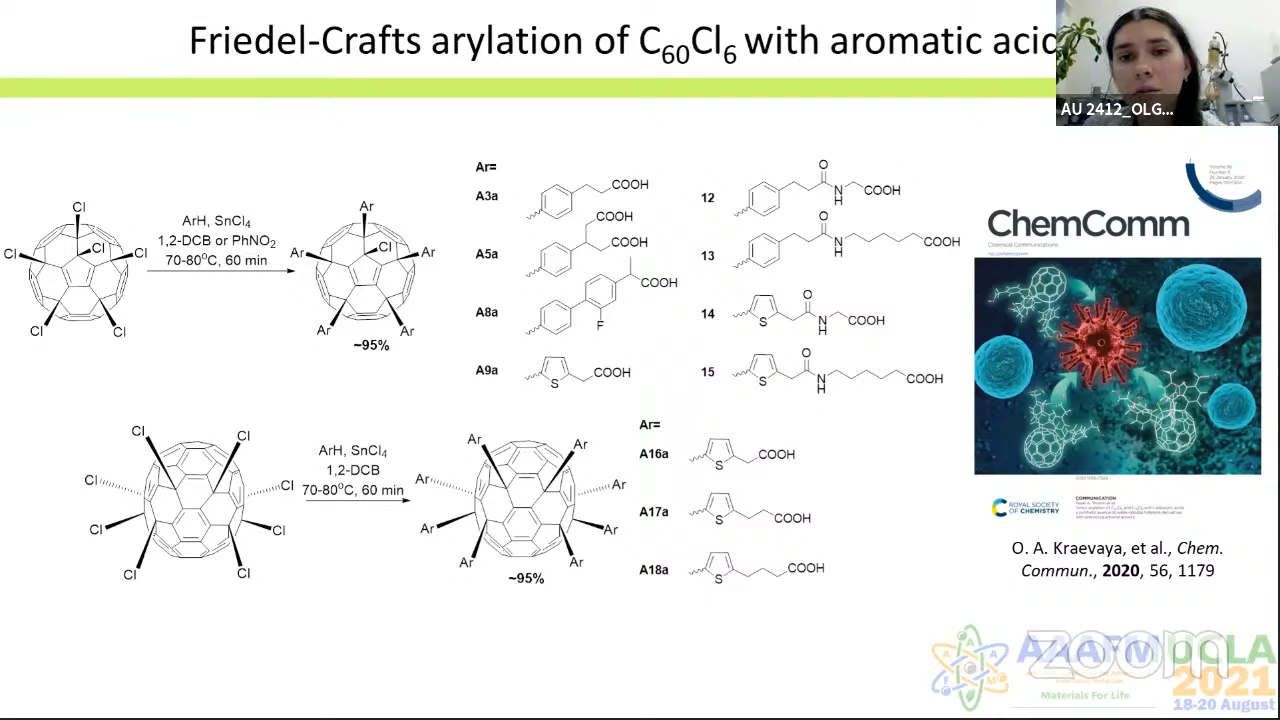 Friedel-Crafts arylation of C60Cl6 with aromatic acid
AU 2412_OLG...
Cl
Cl
Cl
Cl
Cl
Cl
ArH, SnCl4
1,2-DCB or PhNO2
70-80°C, 60 min
Ar
Cl
Ar
Ar
Ar
Ar
~95%
Ar=
A3a
COOH
A5a
COOH
COOH
A8a
COOH
F
A9a
S
COOH
12
O
N
H
COOH
13
O
N
H
COOH
14
S
O
N
H
COOH
15
S
O
N
H
COOH
Cl
Cl
Cl
Cl
Cl
Cl
Cl
Cl
ArH, SnCl4
1,2-DCB
70-80°C, 60 min
Ar
Ar
Ar
Ar
Ar
Ar
Ar
Ar
~95%
Ar=
A16a
S
COOH
A17a
S
COOH
A18a
S
COOH
ChemComm
Chemical Communications
ROYAL SOCIETY
OF CHEMISTRY
COMMUNICATION
O. A. Kraevaya, et al., Chem.
Commun., 2020, 56, 1179
zoom
UCLA
2021
Materials For Life
18-20 August